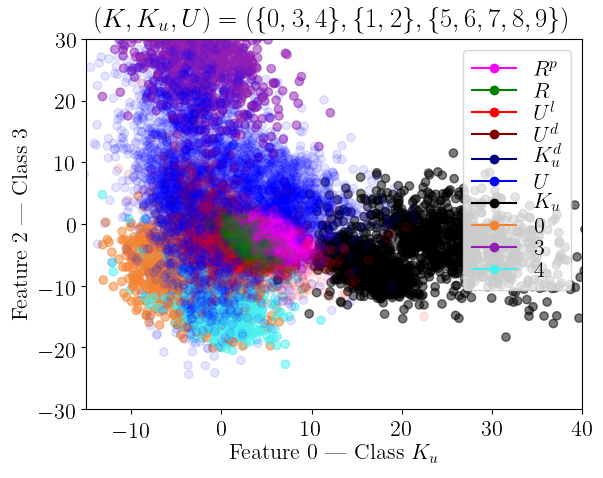 (K, K_u, U) = ({0, 3, 4}, {1, 2}, {5, 6, 7, 8, 9})
30
20
10
0
−10
−20
−30
Feature 2 — Class 3
R^p
R
U^l
U^d
K_u^d
U
K_u
0
3
4
−10
0
10
20
30
40
Feature 0 — Class K_u